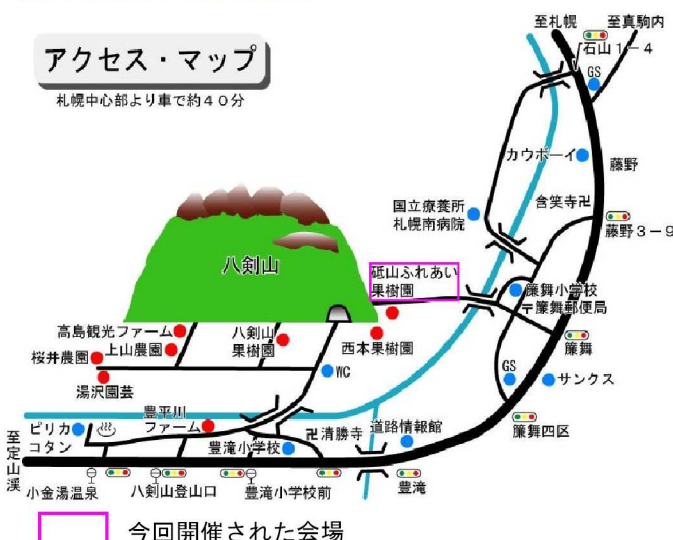 アクセス・マップ
札幌中心部より車で約40分
至札幌
至真駒内
石山1-4
GS
カウボーイ
藤野
国立療養所
札幌南病院
含笑寺卍
藤野3-9
八剣山
砥山ふれあい
果樹園
簾舞小学校
〒簾舞郵便局
簾舞
高島観光ファーム
上山農園
桜井農園
湯沢園芸
八剣山
果樹園
西本果樹園
WC
GS
サンクス
簾舞四区
豊平川
ファーム
ピリカ
コタン
卍清勝寺
道路情報館
豊滝小学校
至定山渓
小金湯温泉
八剣山登山口
豊滝小学校前
豊滝
今回開催された会場